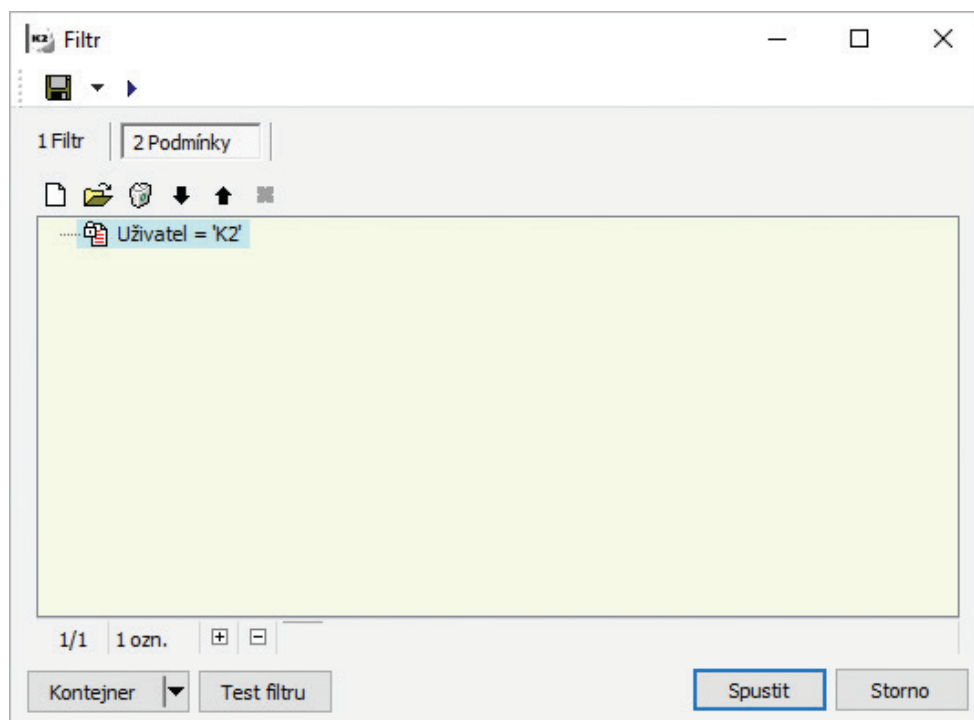 K2 Filtr
1 Filtr 2 Podmínky
Uživatel = 'K2'
1/1 1 ozn.
Kontejner Test filtru Spustit Storno